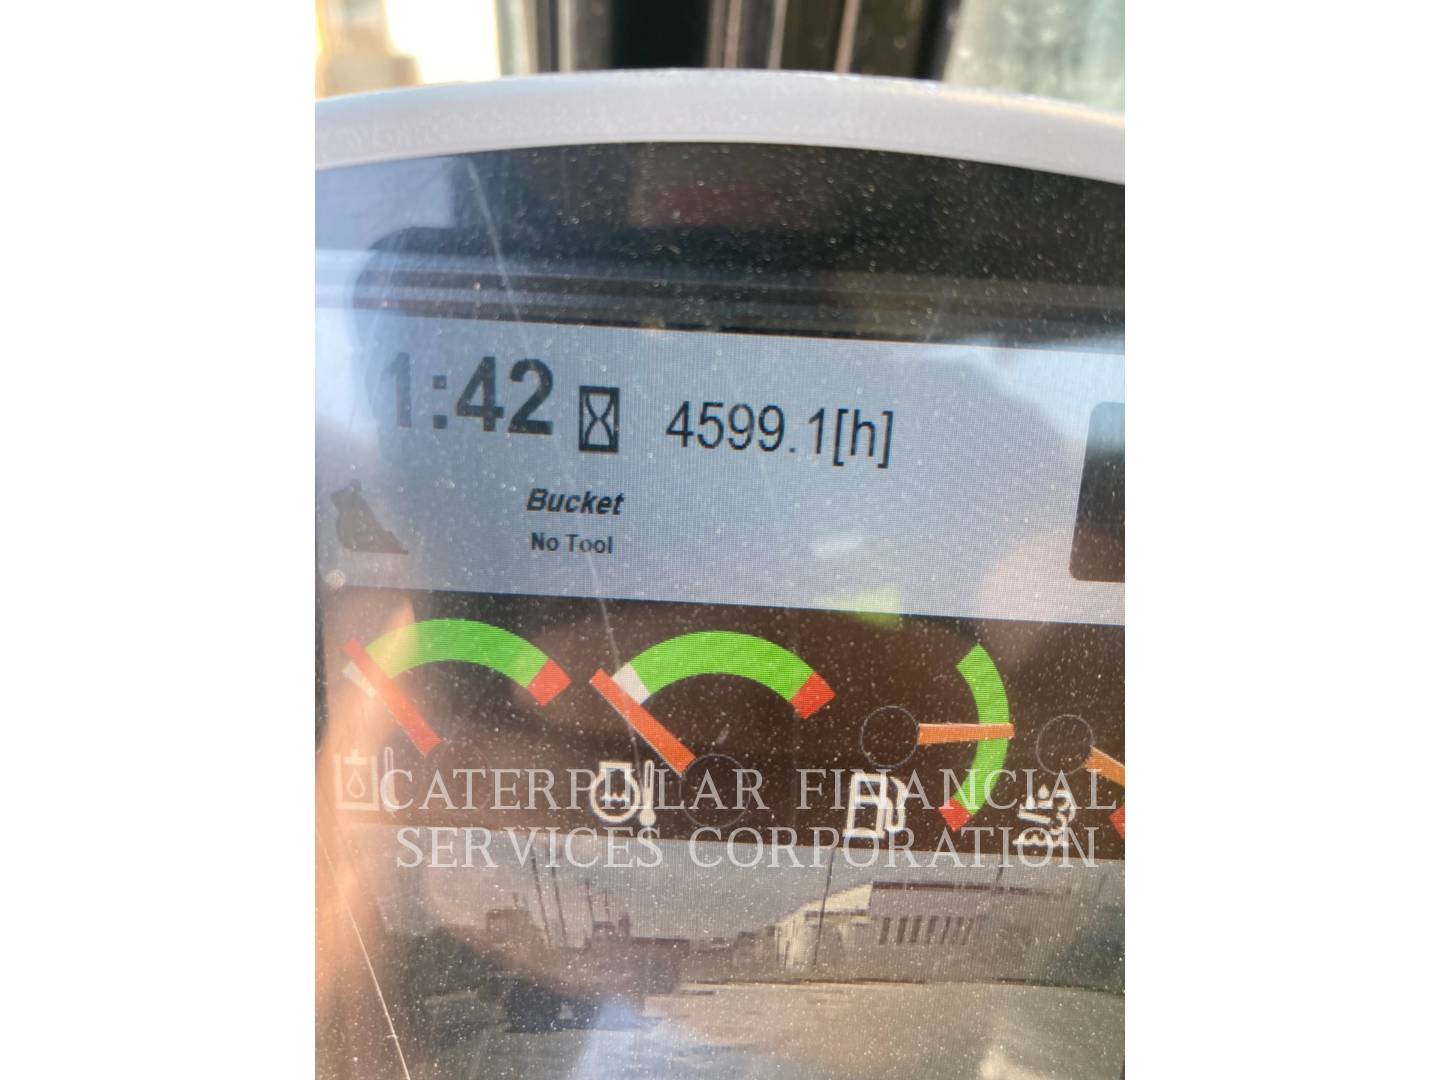 1:42 4599.1[h]
Bucket
No Tool
CATERPILLAR FINANCIAL
SERVICES CORPORATION